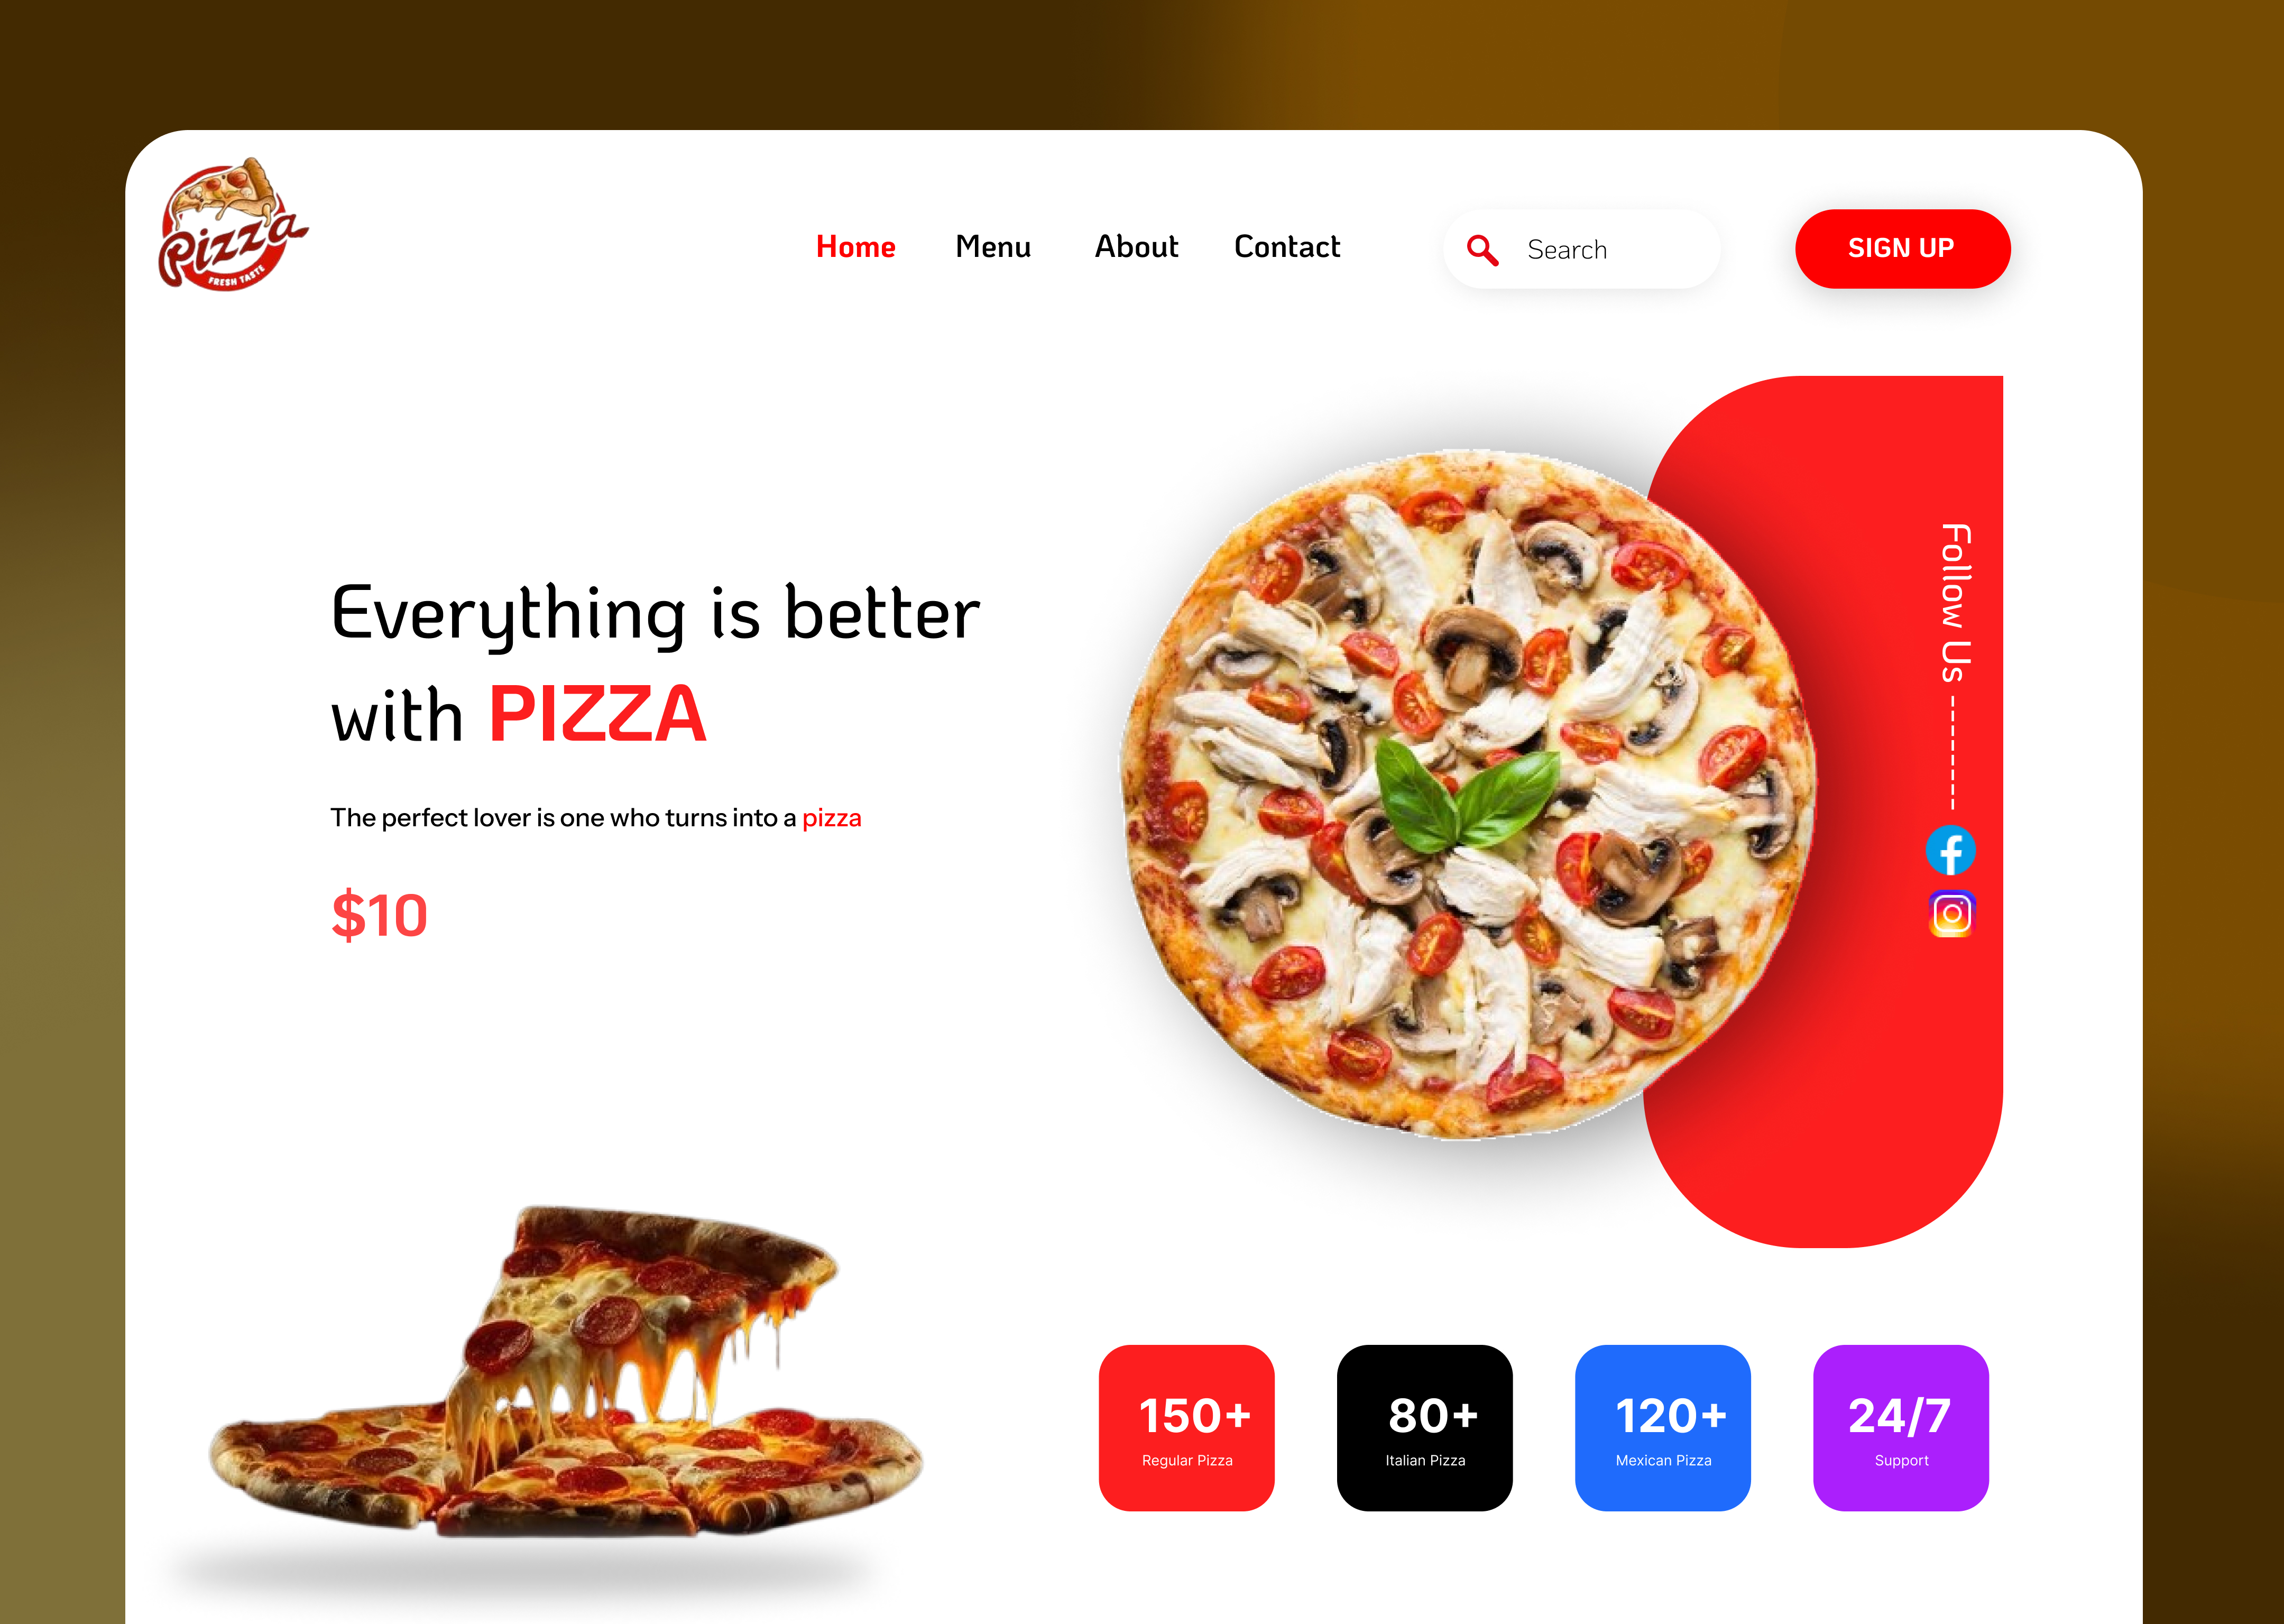 Pizza
FRESH TASTE
Home Menu About Contact Search SIGN UP
Everything is better
with PIZZA
The perfect lover is one who turns into a pizza
$10
Follow Us ----------
150+
Regular Pizza
80+
Italian Pizza
120+
Mexican Pizza
24/7
Support